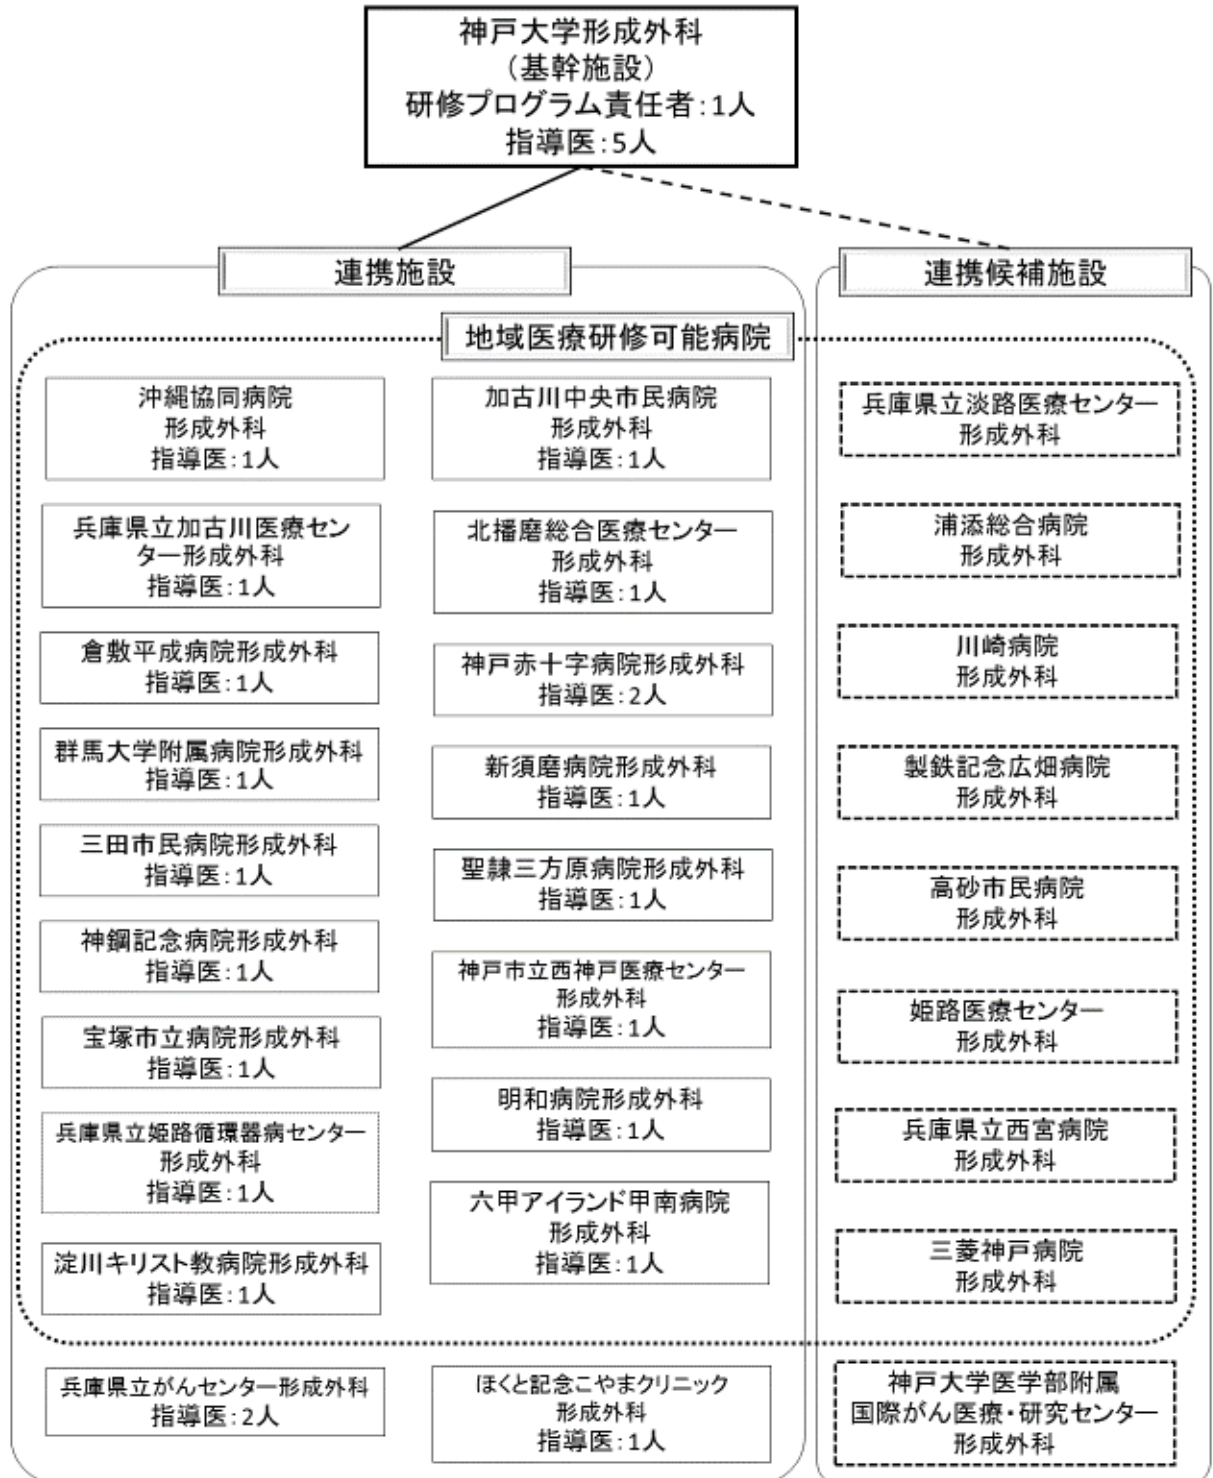 神戸大学形成外科
（基幹施設）
研修プログラム責任者：1人
指導医：5人
連携施設
連携候補施設
地域医療研修可能病院
沖縄協同病院
形成外科
指導医：1人
兵庫県立加古川医療セン
ター形成外科
指導医：1人
倉敷平成病院形成外科
指導医：1人
群馬大学附属病院形成外科
指導医：1人
三田市民病院形成外科
指導医：1人
神鋼記念病院形成外科
指導医：1人
宝塚市立病院形成外科
指導医：1人
兵庫県立姫路循環器病センター
形成外科
指導医：1人
淀川キリスト教病院形成外科
指導医：1人
兵庫県立がんセンター形成外科
指導医：2人
加古川中央市民病院
形成外科
指導医：1人
北播磨総合医療センター
形成外科
指導医：1人
神戸赤十字病院形成外科
指導医：2人
新須磨病院形成外科
指導医：1人
聖隷三方原病院形成外科
指導医：1人
神戸市立西神戸医療センター
形成外科
指導医：1人
明和病院形成外科
指導医：1人
六甲アイランド甲南病院
形成外科
指導医：1人
ほくと記念こやまクリニック
形成外科
指導医：1人
兵庫県立淡路医療センター
形成外科
浦添総合病院
形成外科
川崎病院
形成外科
製鉄記念広畑病院
形成外科
高砂市民病院
形成外科
姫路医療センター
形成外科
兵庫県立西宮病院
形成外科
三菱神戸病院
形成外科
神戸大学医学部附属
国際がん医療・研究センター
形成外科